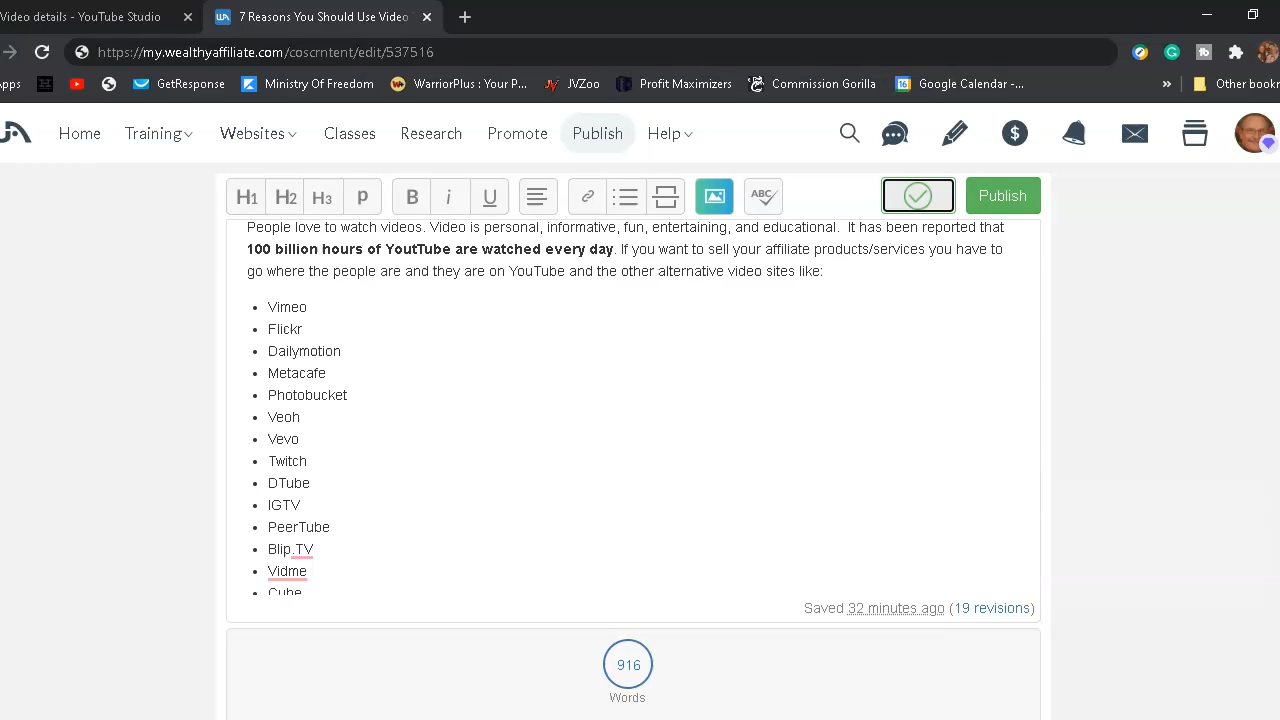 Video details - YouTube Studio
7 Reasons You Should Use Video
https://my.wealthyaffiliate.com/coscrntent/edit/537516
Apps GetResponse Ministry Of Freedom WarriorPlus : Your P... JVZoo Profit Maximizers Commission Gorilla 16 Google Calendar -... » Other bookr
Home Training Websites Classes Research Promote Publish Help
H1 H2 H3 p B i U ABC Publish
People love to watch videos. Video is personal, informative, fun, entertaining, and educational. It has been reported that
100 billion hours of YoutTube are watched every day. If you want to sell your affiliate products/services you have to
go where the people are and they are on YouTube and the other alternative video sites like:
• Vimeo
• Flickr
• Dailymotion
• Metacafe
• Photobucket
• Veoh
• Vevo
• Twitch
• DTube
• IGTV
• PeerTube
• Blip.TV
• Vidme
• Cube
Saved 32 minutes ago (19 revisions)
916
Words